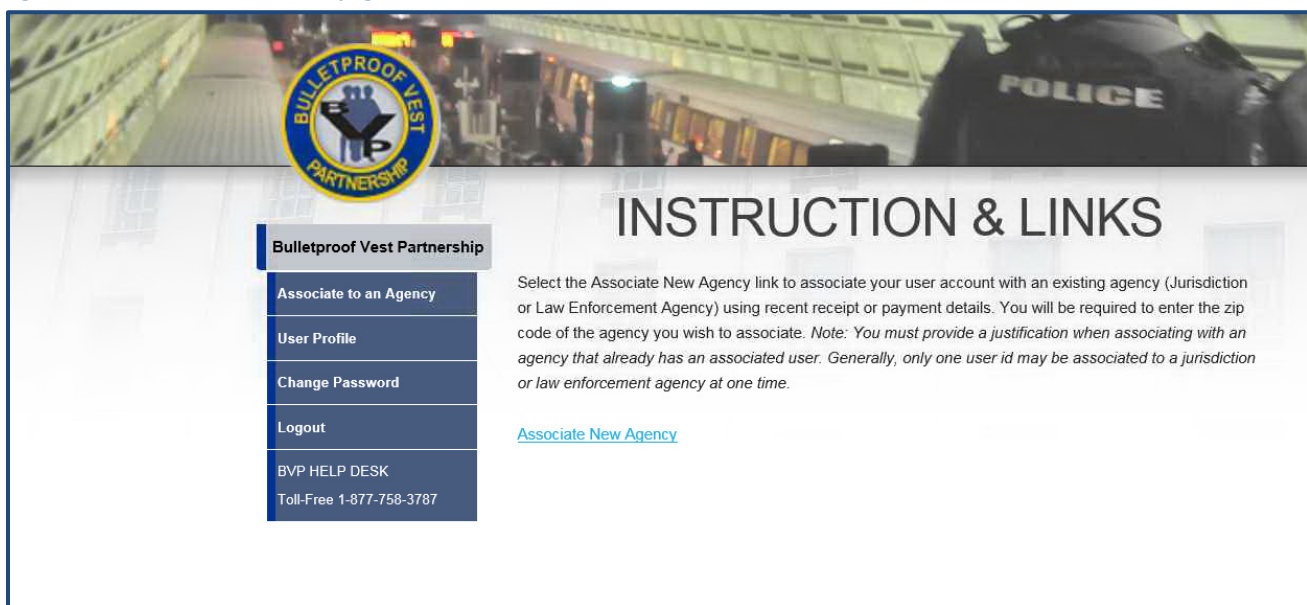 BULLETPROOF VEST
BVP
PARTNERSHIP
POLICE
INSTRUCTION & LINKS
Bulletproof Vest Partnership
Associate to an Agency
User Profile
Change Password
Logout
BVP HELP DESK
Toll-Free 1-877-758-3787
Select the Associate New Agency link to associate your user account with an existing agency (Jurisdiction
or Law Enforcement Agency) using recent receipt or payment details. You will be required to enter the zip
code of the agency you wish to associate. Note: You must provide a justification when associating with an
agency that already has an associated user. Generally, only one user id may be associated to a jurisdiction
or law enforcement agency at one time.
Associate New Agency